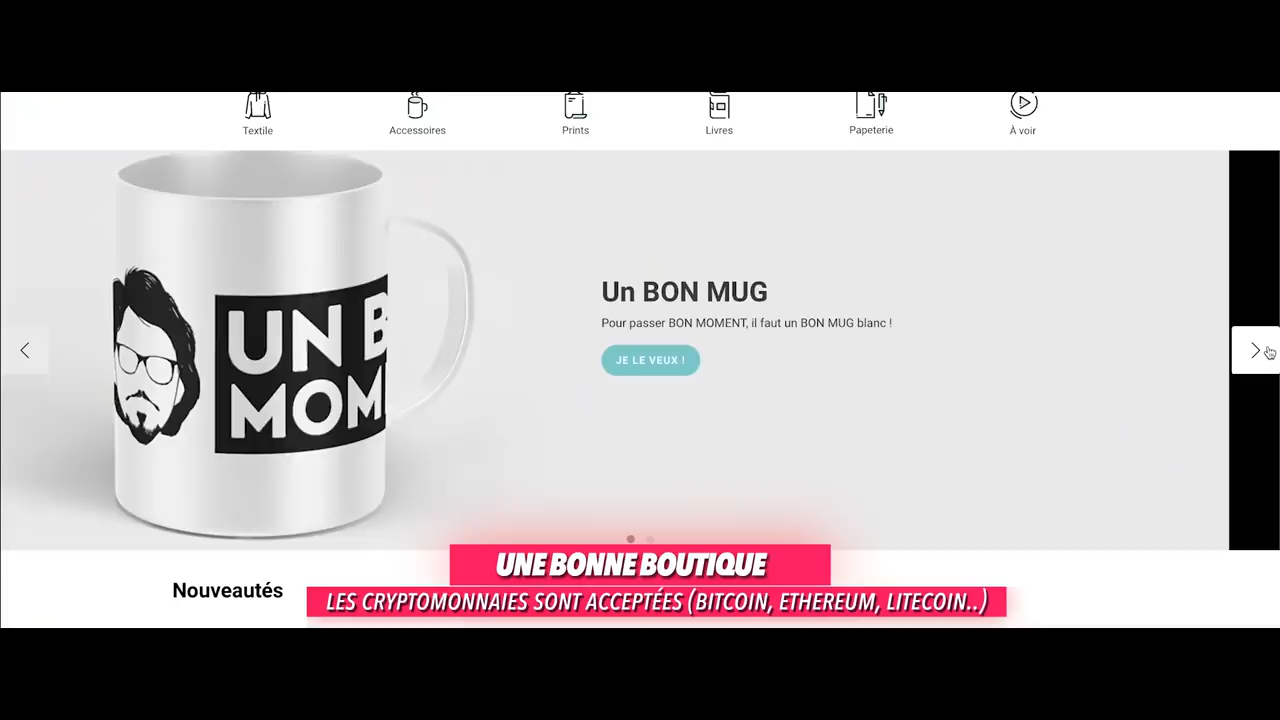 Textile
Accessoires
Prints
Livres
Papeterie
À voir
UN B
MOM
Un BON MUG
Pour passer BON MOMENT, il faut un BON MUG blanc !
JE LE VEUX !
UNE BONNE BOUTIQUE
Nouveautés
LES CRYPTOMONNAIES SONT ACCEPTÉES (BITCOIN, ETHEREUM, LITECOIN..)